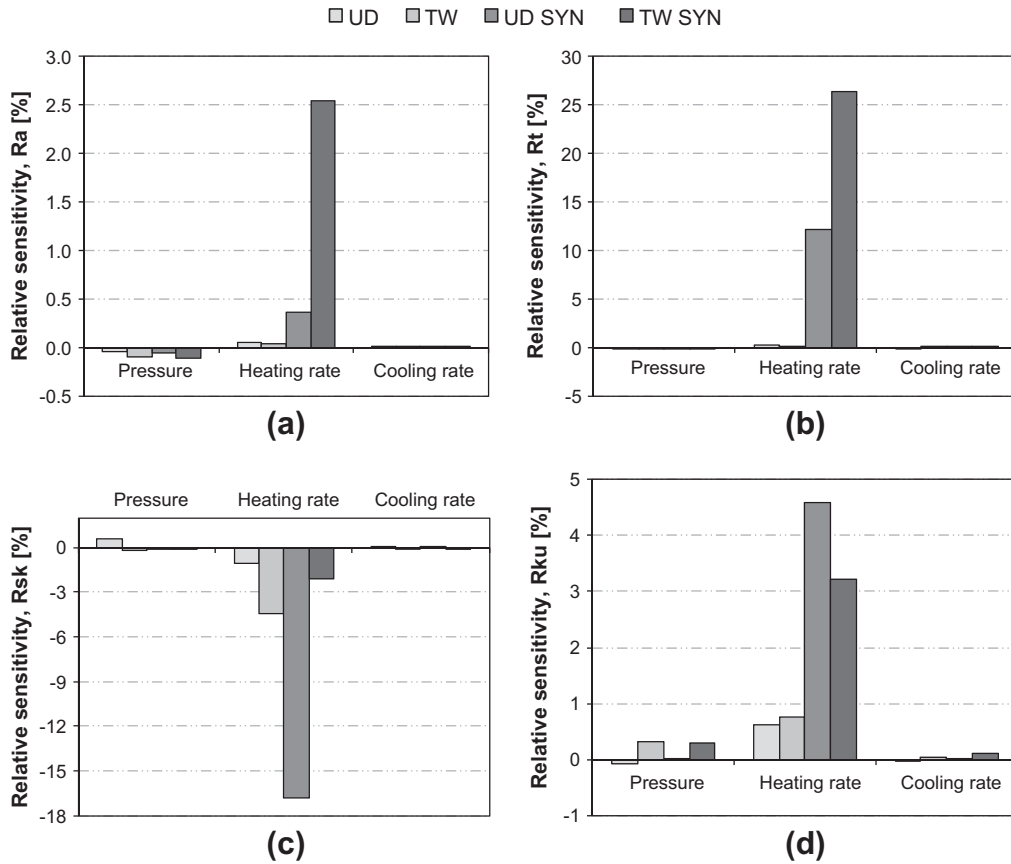 UD TW UD SYN TW SYN
Relative sensitivity, Ra [%]
3.0
2.5
2.0
1.5
1.0
0.5
0.0
-0.5
Pressure Heating rate Cooling rate
(a)
Relative sensitivity, Rt [%]
30
25
20
15
10
5
0
-5
Pressure Heating rate Cooling rate
(b)
Relative sensitivity, Rsk [%]
Pressure Heating rate Cooling rate
0
-3
-6
-9
-12
-15
-18
(c)
Relative sensitivity, Rku [%]
5
4
3
2
1
0
-1
Pressure Heating rate Cooling rate
(d)